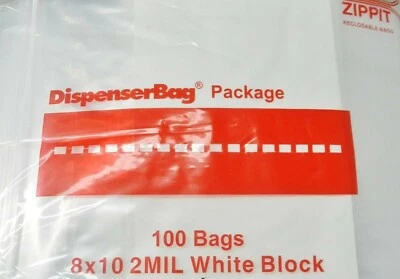 ZIPPIT
RECLOSABLE BAGS
DispenserBag® Package
100 Bags
8x10 2MIL White Block